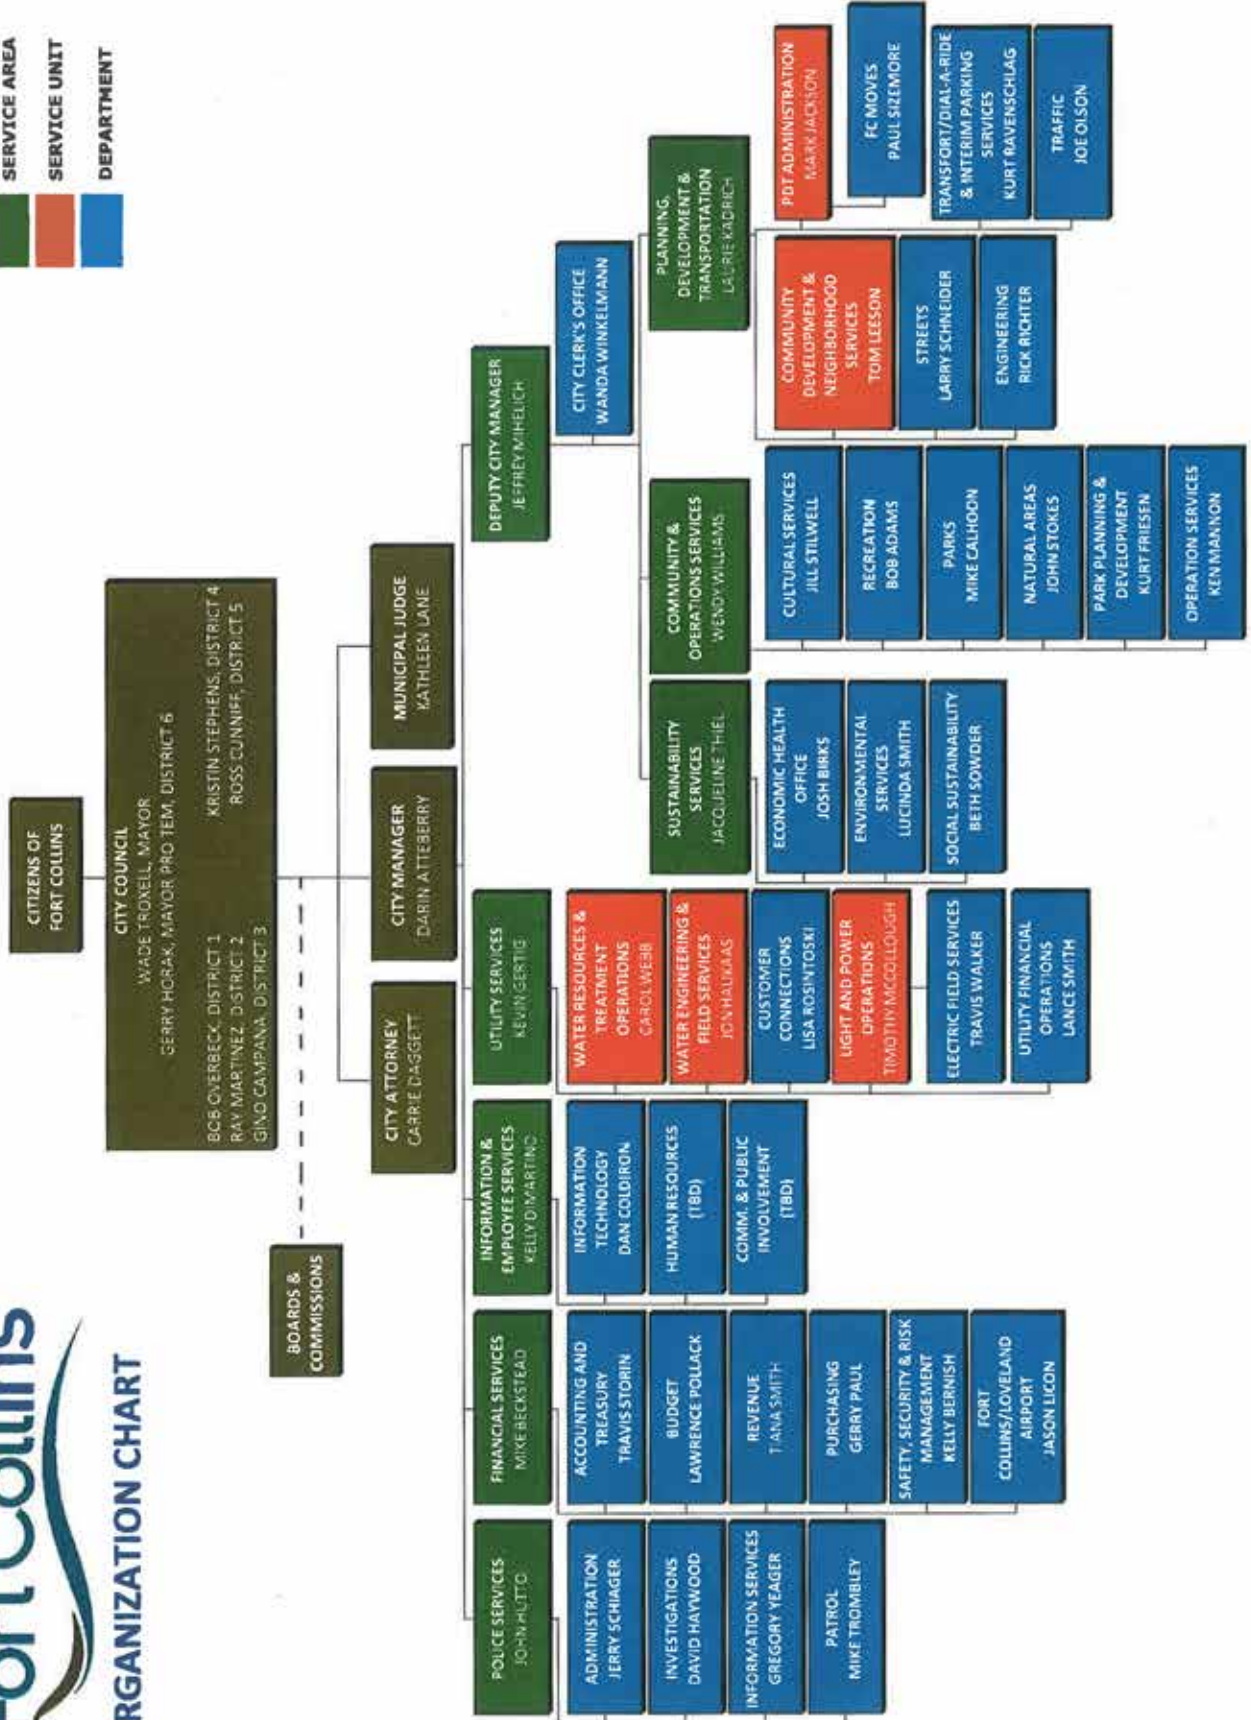 SERVICE AREA
SERVICE UNIT
DEPARTMENT
ORGANIZATION CHART
CITIZENS OF
FORT COLLINS
CITY COUNCIL
WADE TROXELL, MAYOR
GERRY HORAK, MAYOR PRO TEM, DISTRICT 6
BOB OVERBECK, DISTRICT 1
RAY MARTINEZ, DISTRICT 2
GINO CAMPANA, DISTRICT 3
KRISTIN STEPHENS, DISTRICT 4
ROSS CUNNIFF, DISTRICT 5
BOARDS &
COMMISSIONS
CITY ATTORNEY
CARRIE DAGGETT
CITY MANAGER
DARIN ATTEBERRY
MUNICIPAL JUDGE
KATHLEEN LANE
POLICE SERVICES
JOHN HUTTO
ADMINISTRATION
JERRY SCHIAGER
INVESTIGATIONS
DAVID HAYWOOD
INFORMATION SERVICES
GREGORY YEAGER
PATROL
MIKE TROMBLEY
FINANCIAL SERVICES
MIKE BECKSTEAD
ACCOUNTING AND
TREASURY
TRAVIS STORIN
BUDGET
LAWRENCE POLLACK
REVENUE
TIANA SMITH
PURCHASING
GERRY PAUL
SAFETY, SECURITY & RISK
MANAGEMENT
KELLY BERNISH
FORT
COLLINS/LOVELAND
AIRPORT
JASON LICON
INFORMATION &
EMPLOYEE SERVICES
KELLY DIMARTINO
INFORMATION
TECHNOLOGY
DAN COLDIRON
HUMAN RESOURCES
(TBD)
COMM. & PUBLIC
INVOLVEMENT
(TBD)
UTILITY SERVICES
KEVIN GERTIG
WATER RESOURCES &
TREATMENT
OPERATIONS
CAROL WEBB
WATER ENGINEERING &
FIELD SERVICES
JON HAUKAAS
CUSTOMER
CONNECTIONS
LISA ROSINTOSKI
LIGHT AND POWER
OPERATIONS
TIMOTHY MCCOLLOUGH
ELECTRIC FIELD SERVICES
TRAVIS WALKER
UTILITY FINANCIAL
OPERATIONS
LANCE SMITH
DEPUTY CITY MANAGER
JEFFREY MIHELICH
CITY CLERK'S OFFICE
WANDA WINKELMANN
SUSTAINABILITY
SERVICES
JACQUELINE THIEL
ECONOMIC HEALTH
OFFICE
JOSH BIRKS
ENVIRONMENTAL
SERVICES
LUCINDA SMITH
SOCIAL SUSTAINABILITY
BETH SOWDER
COMMUNITY &
OPERATIONS SERVICES
WENDY WILLIAMS
CULTURAL SERVICES
JILL STILWELL
RECREATION
BOB ADAMS
PARKS
MIKE CALHOON
NATURAL AREAS
JOHN STOKES
PARK PLANNING &
DEVELOPMENT
KURT FRIESEN
OPERATION SERVICES
KEN MANNON
PLANNING,
DEVELOPMENT &
TRANSPORTATION
LAURIE KADRICH
COMMUNITY
DEVELOPMENT &
NEIGHBORHOOD
SERVICES
TOM LEESON
STREETS
LARRY SCHNEIDER
ENGINEERING
RICK RICHTER
PDT ADMINISTRATION
MARK JACKSON
FC MOVES
PAUL SIZEMORE
TRANSFORT/DIAL-A-RIDE
& INTERIM PARKING
SERVICES
KURT RAVENSCHLAG
TRAFFIC
JOE OLSON